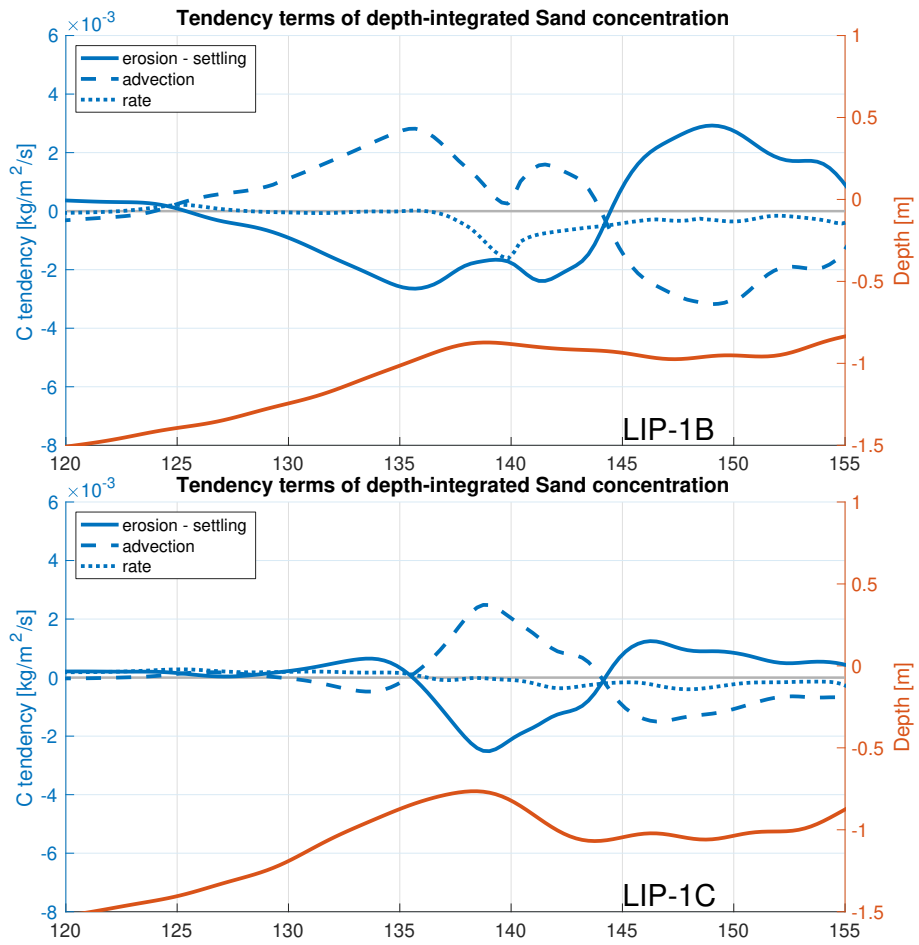 Tendency terms of depth-integrated Sand concentration
×10-3
6
4
2
0
-2
-4
-6
-8
C tendency [kg/m 2/s]
erosion - settling
advection
rate
1
0.5
0
-0.5
-1
-1.5
Depth [m]
LIP-1B
120 125 130 135 140 145 150 155
Tendency terms of depth-integrated Sand concentration
×10-3
6
4
2
0
-2
-4
-6
-8
C tendency [kg/m 2/s]
erosion - settling
advection
rate
1
0.5
0
-0.5
-1
-1.5
Depth [m]
LIP-1C
120 125 130 135 140 145 150 155